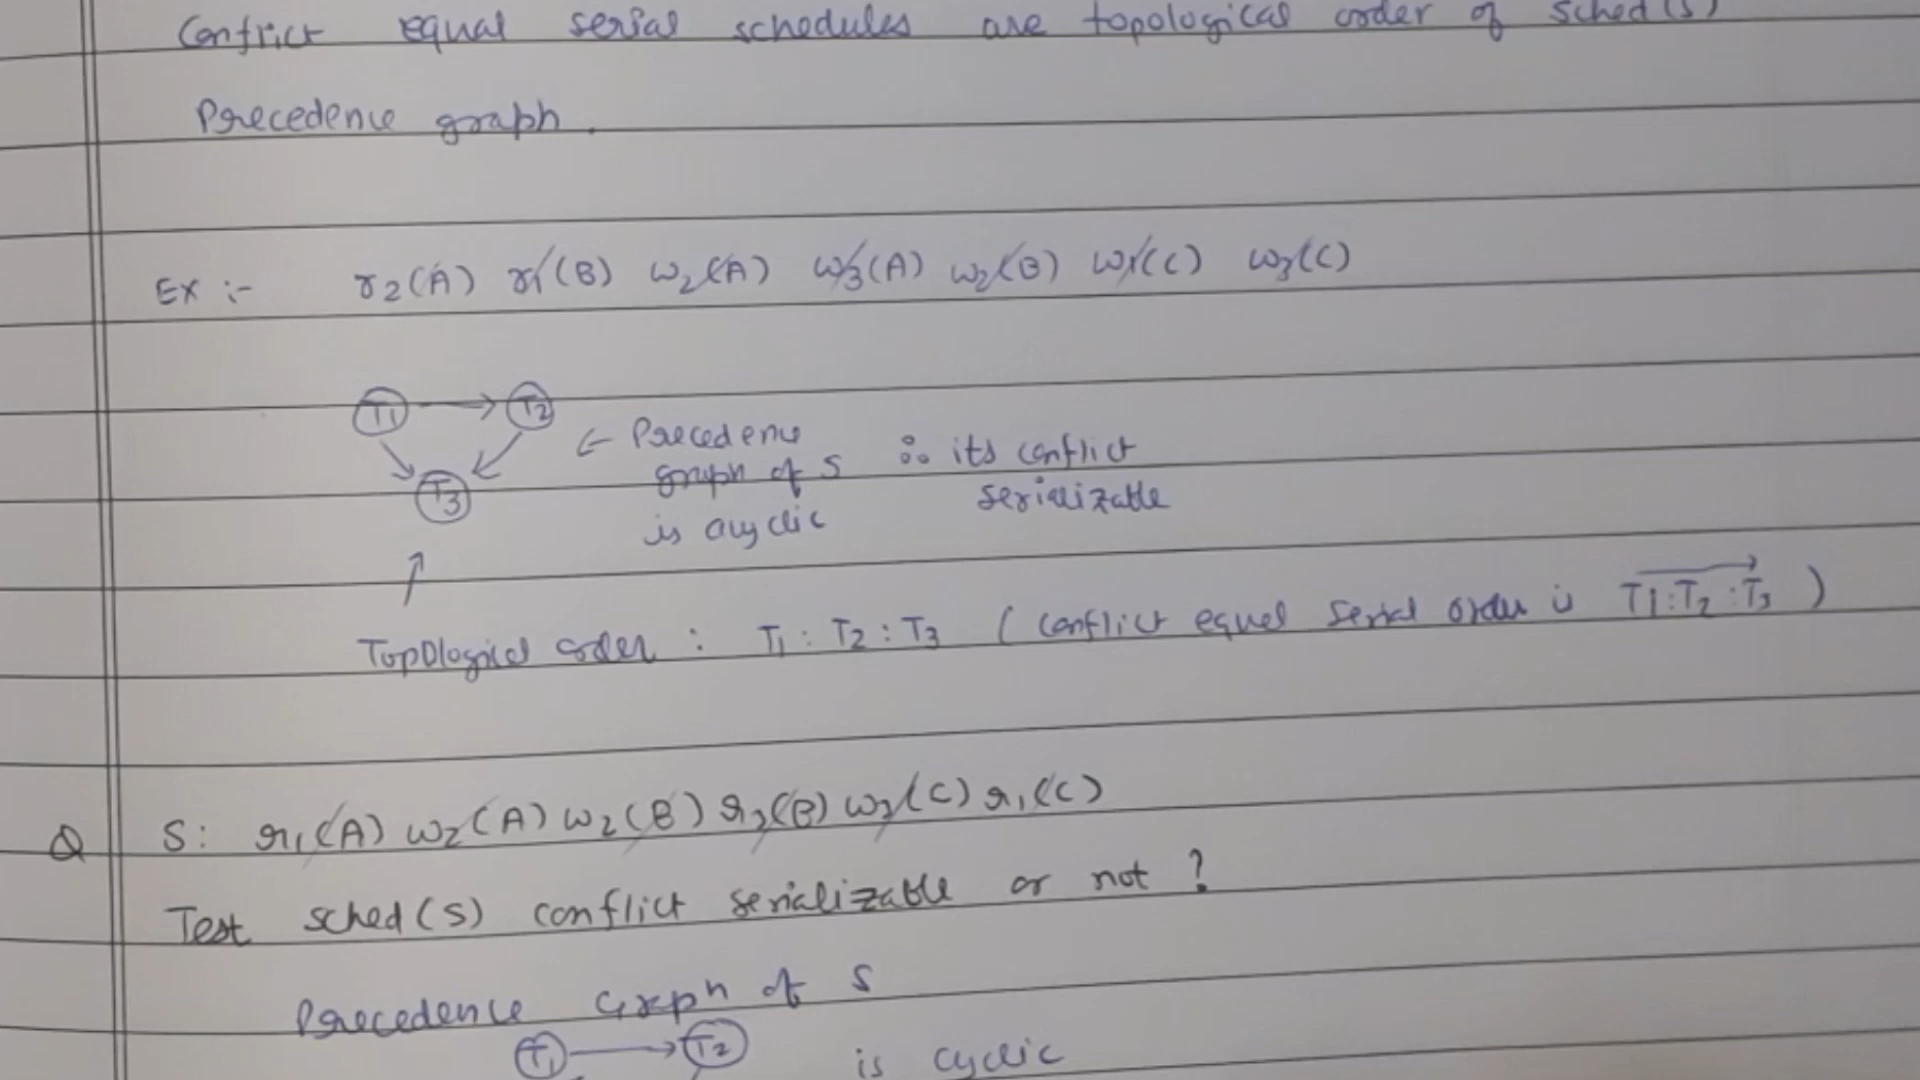 Confrict equal serial schedules are topological order of sched(s)
Precedence graph.
EX :- r2(A) r1(B) w2(A) w3(A) w2(B) w1(C) w3(C)
T1 T2
T3
← Precedence
graph of S
is acyclic
∴ its conflict
serializable
Topological order : T1 : T2 : T3 ( conflict equal serial order is T1:T2:T3 )
Q S: r1(A) w2(A) w2(B) r3(B) w3(C) r1(C)
Test sched(S) conflict serializable or not ?
Precedence Graph of S
T1 T2 is cyclic